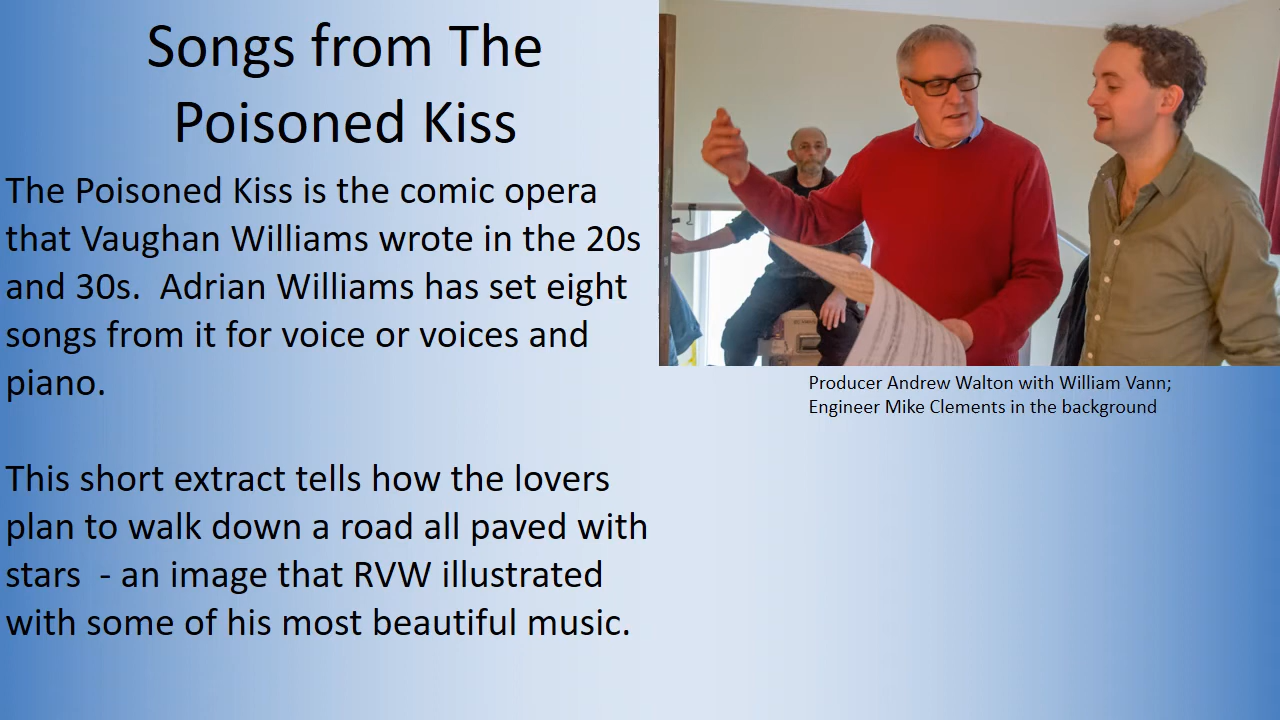 Songs from The
Poisoned Kiss
The Poisoned Kiss is the comic opera
that Vaughan Williams wrote in the 20s
and 30s.  Adrian Williams has set eight
songs from it for voice or voices and
piano.
This short extract tells how the lovers
plan to walk down a road all paved with
stars  - an image that RVW illustrated
with some of his most beautiful music.
Producer Andrew Walton with William Vann;
Engineer Mike Clements in the background